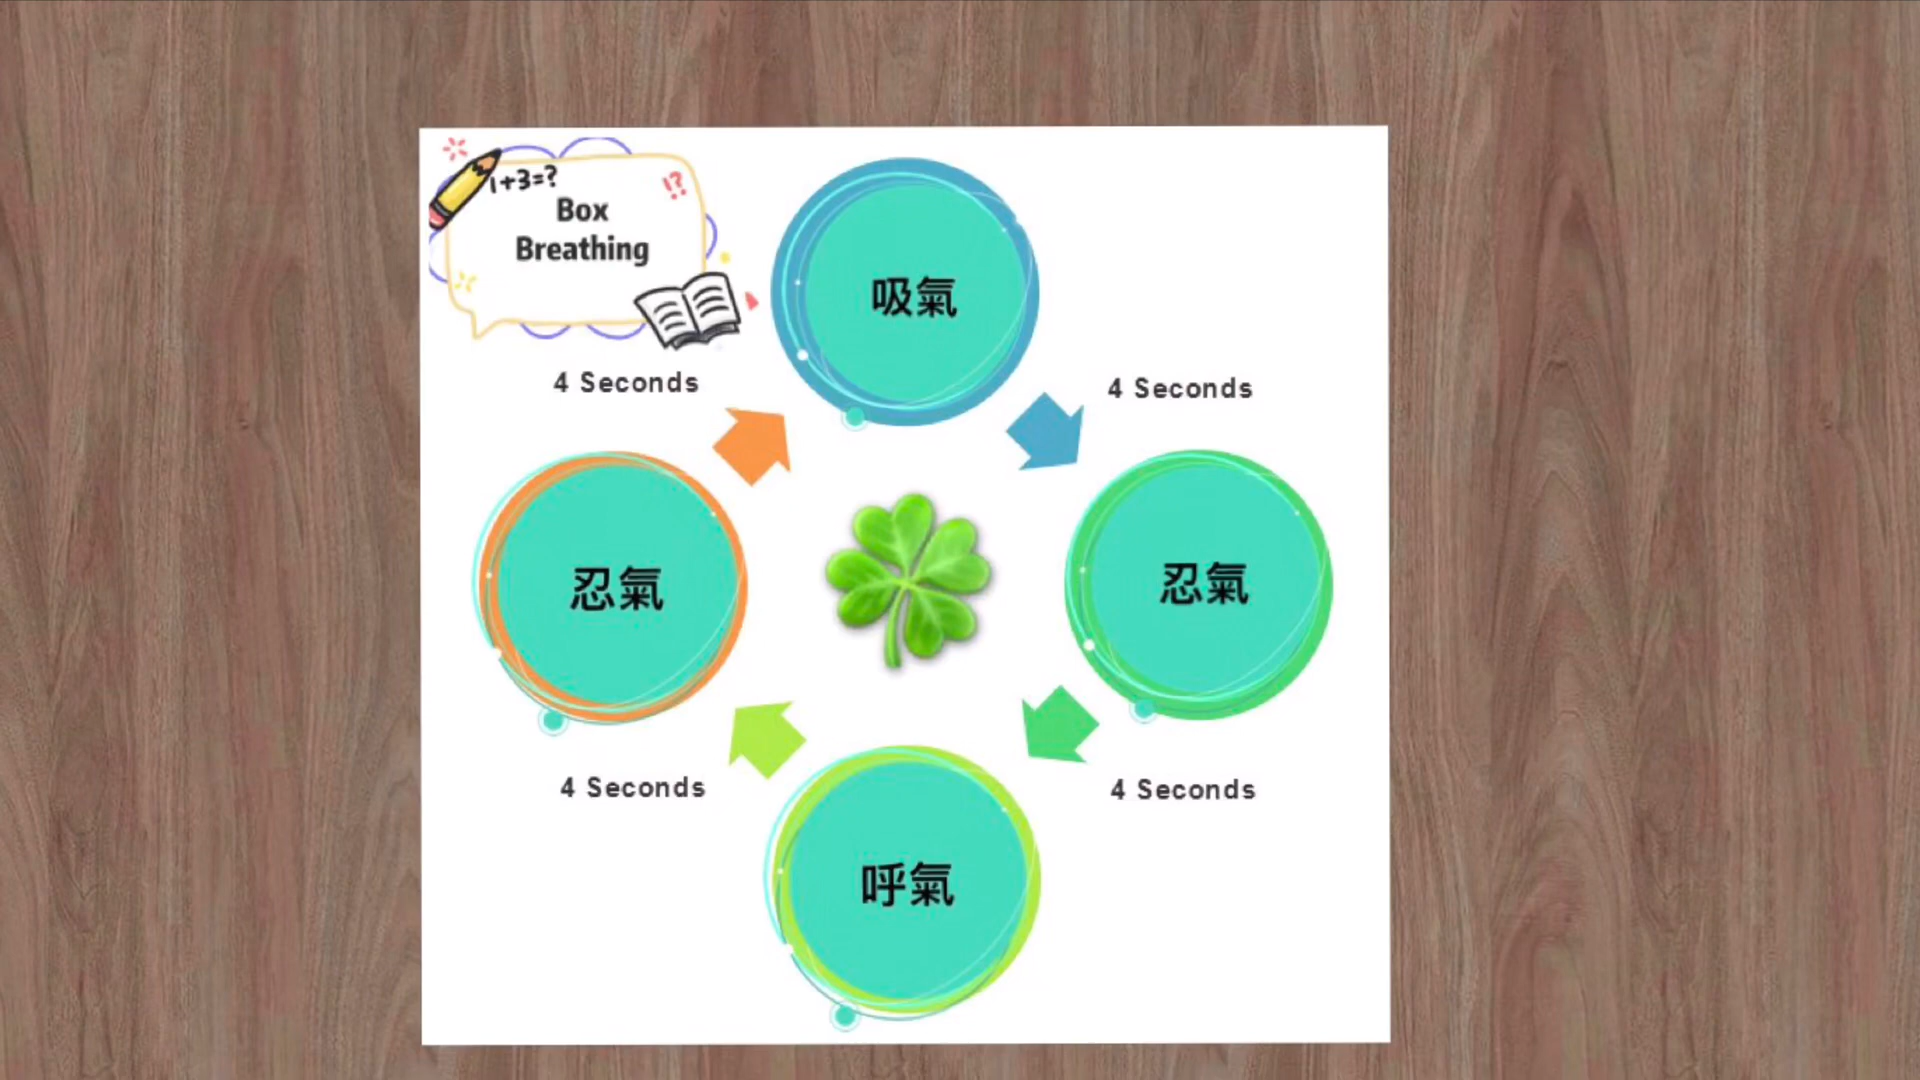 1+3=?
!?
Box
Breathing
吸氣
4 Seconds
4 Seconds
忍氣
忍氣
4 Seconds
4 Seconds
呼氣